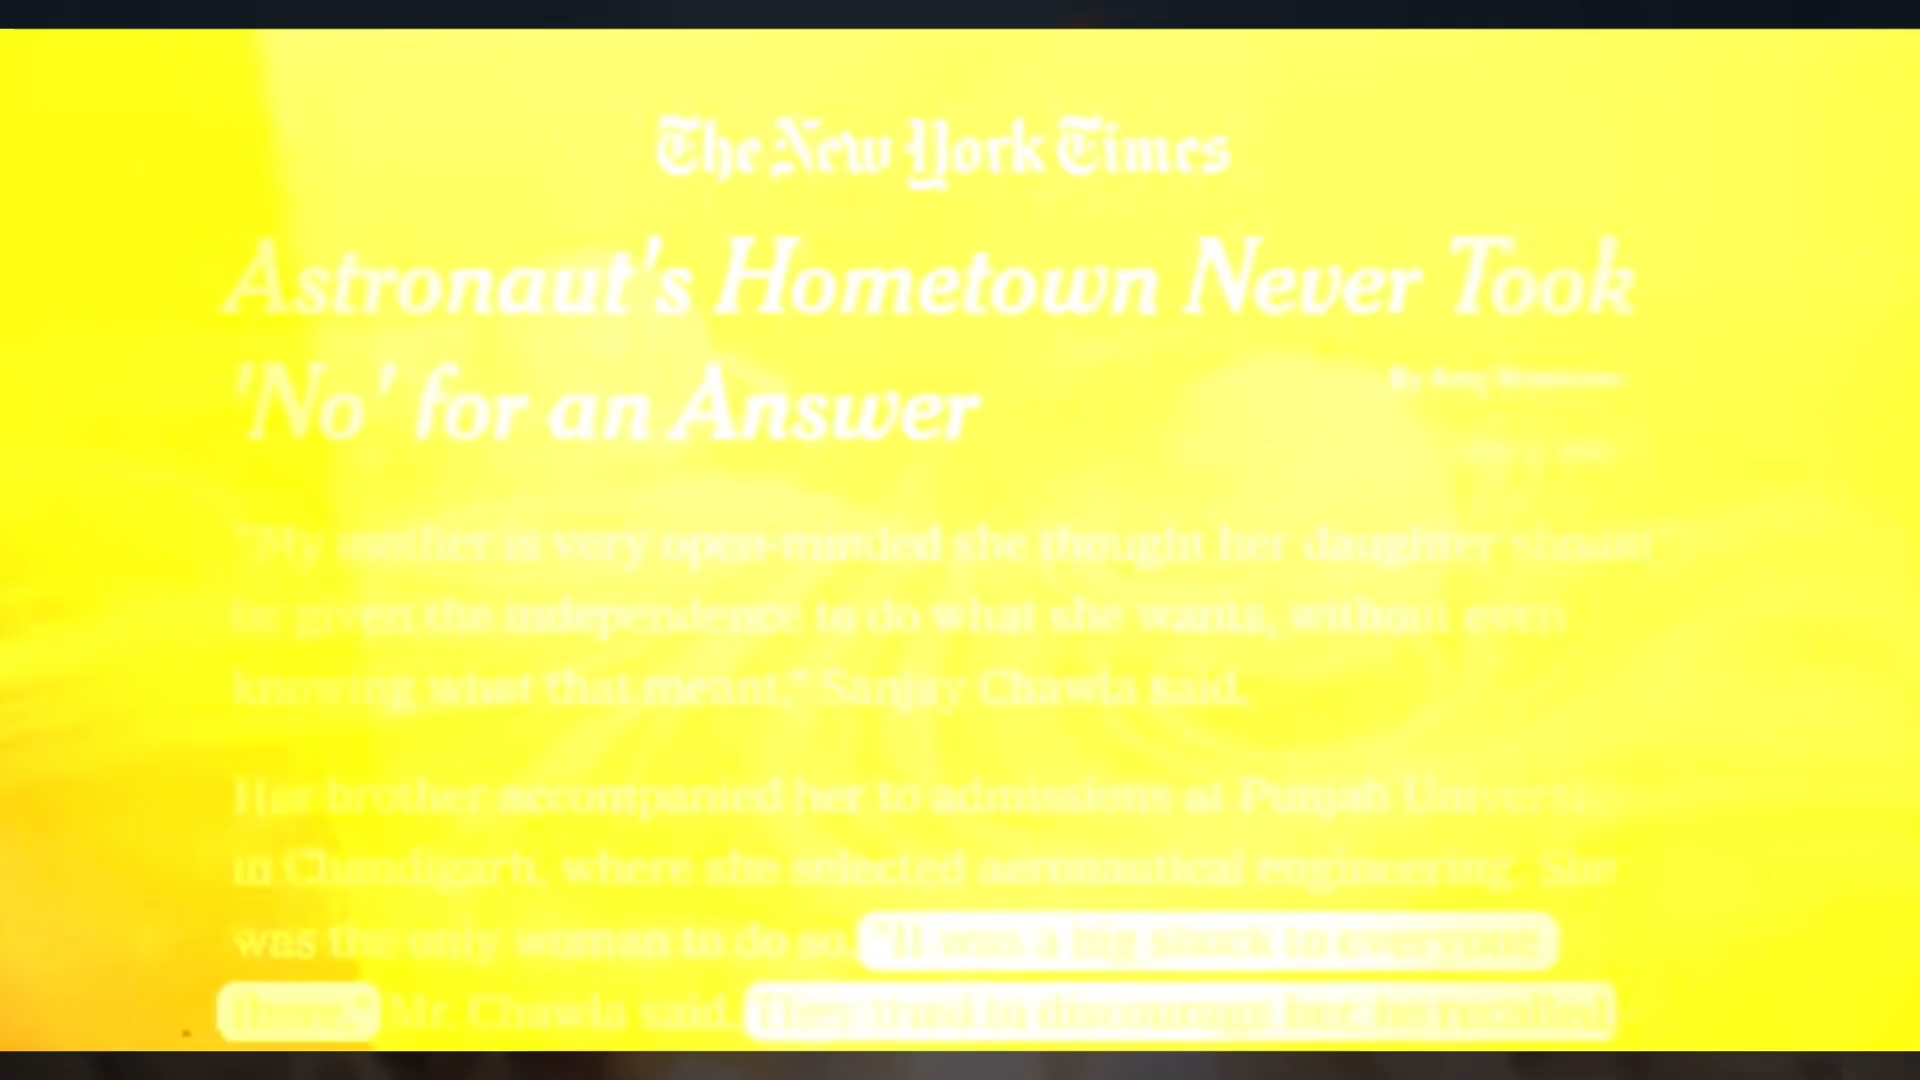 The New York Times
Astronaut's Hometown Never Took
'No' for an Answer
By Amy
"My mother is very open-minded she thought her daughter should
be given the independence to do what she wants, without even
knowing what that meant," Sanjay Chawla said.
Her brother accompanied her to admissions at Punjab
in Chandigarh, where she selected aeronautical engineering. She
was the only woman to do so. "It was a big shock to everyone
there," Mr. Chawla said. They tried to discourage her, he recalled